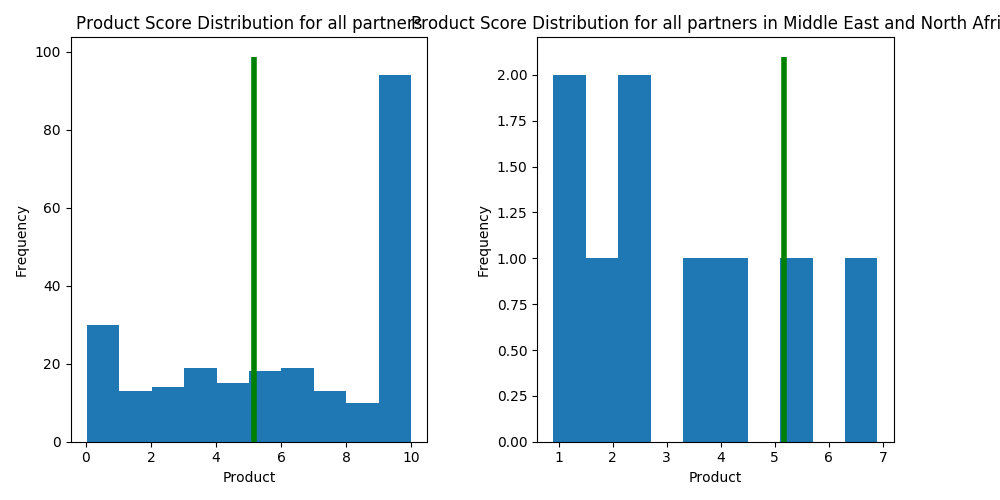 Product Score Distribution for all partners
Product Score Distribution for all partners in Middle East and North Afri
100
80
60
40
20
0
Frequency
0 2 4 6 8 10
Product
2.00
1.75
1.50
1.25
1.00
0.75
0.50
0.25
0.00
Frequency
1 2 3 4 5 6 7
Product